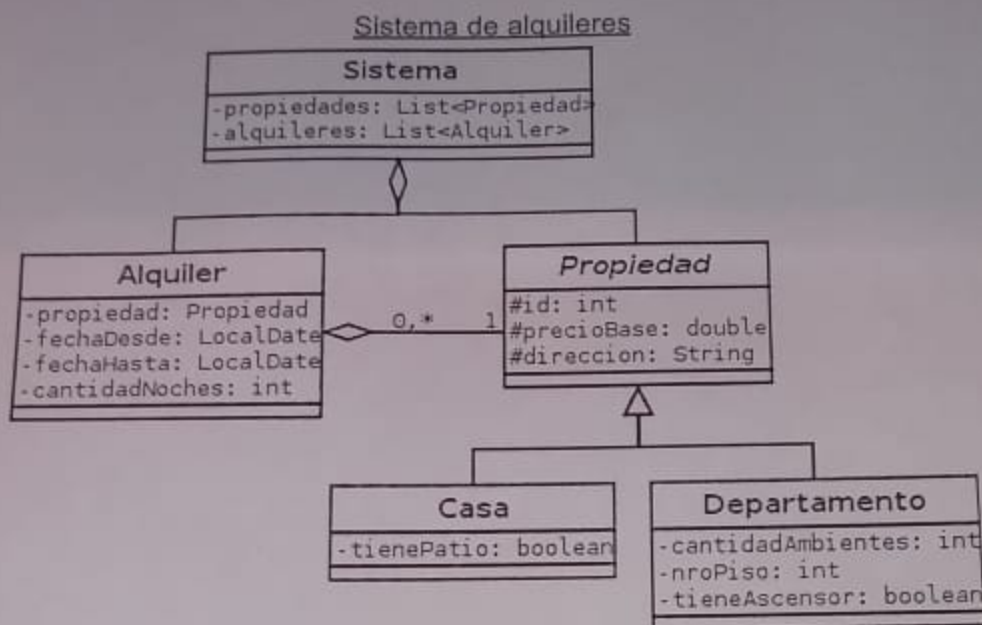 Sistema de alquileres
Sistema
-propiedades: List<Propiedad>
-alquileres: List<Alquiler>
Alquiler
-propiedad: Propiedad
-fechaDesde: LocalDate
-fechaHasta: LocalDate
-cantidadNoches: int
0,*
1
Propiedad
#id: int
#precioBase: double
#direccion: String
Casa
-tienePatio: boolean
Departamento
-cantidadAmbientes: int
-nroPiso: int
-tieneAscensor: boolean